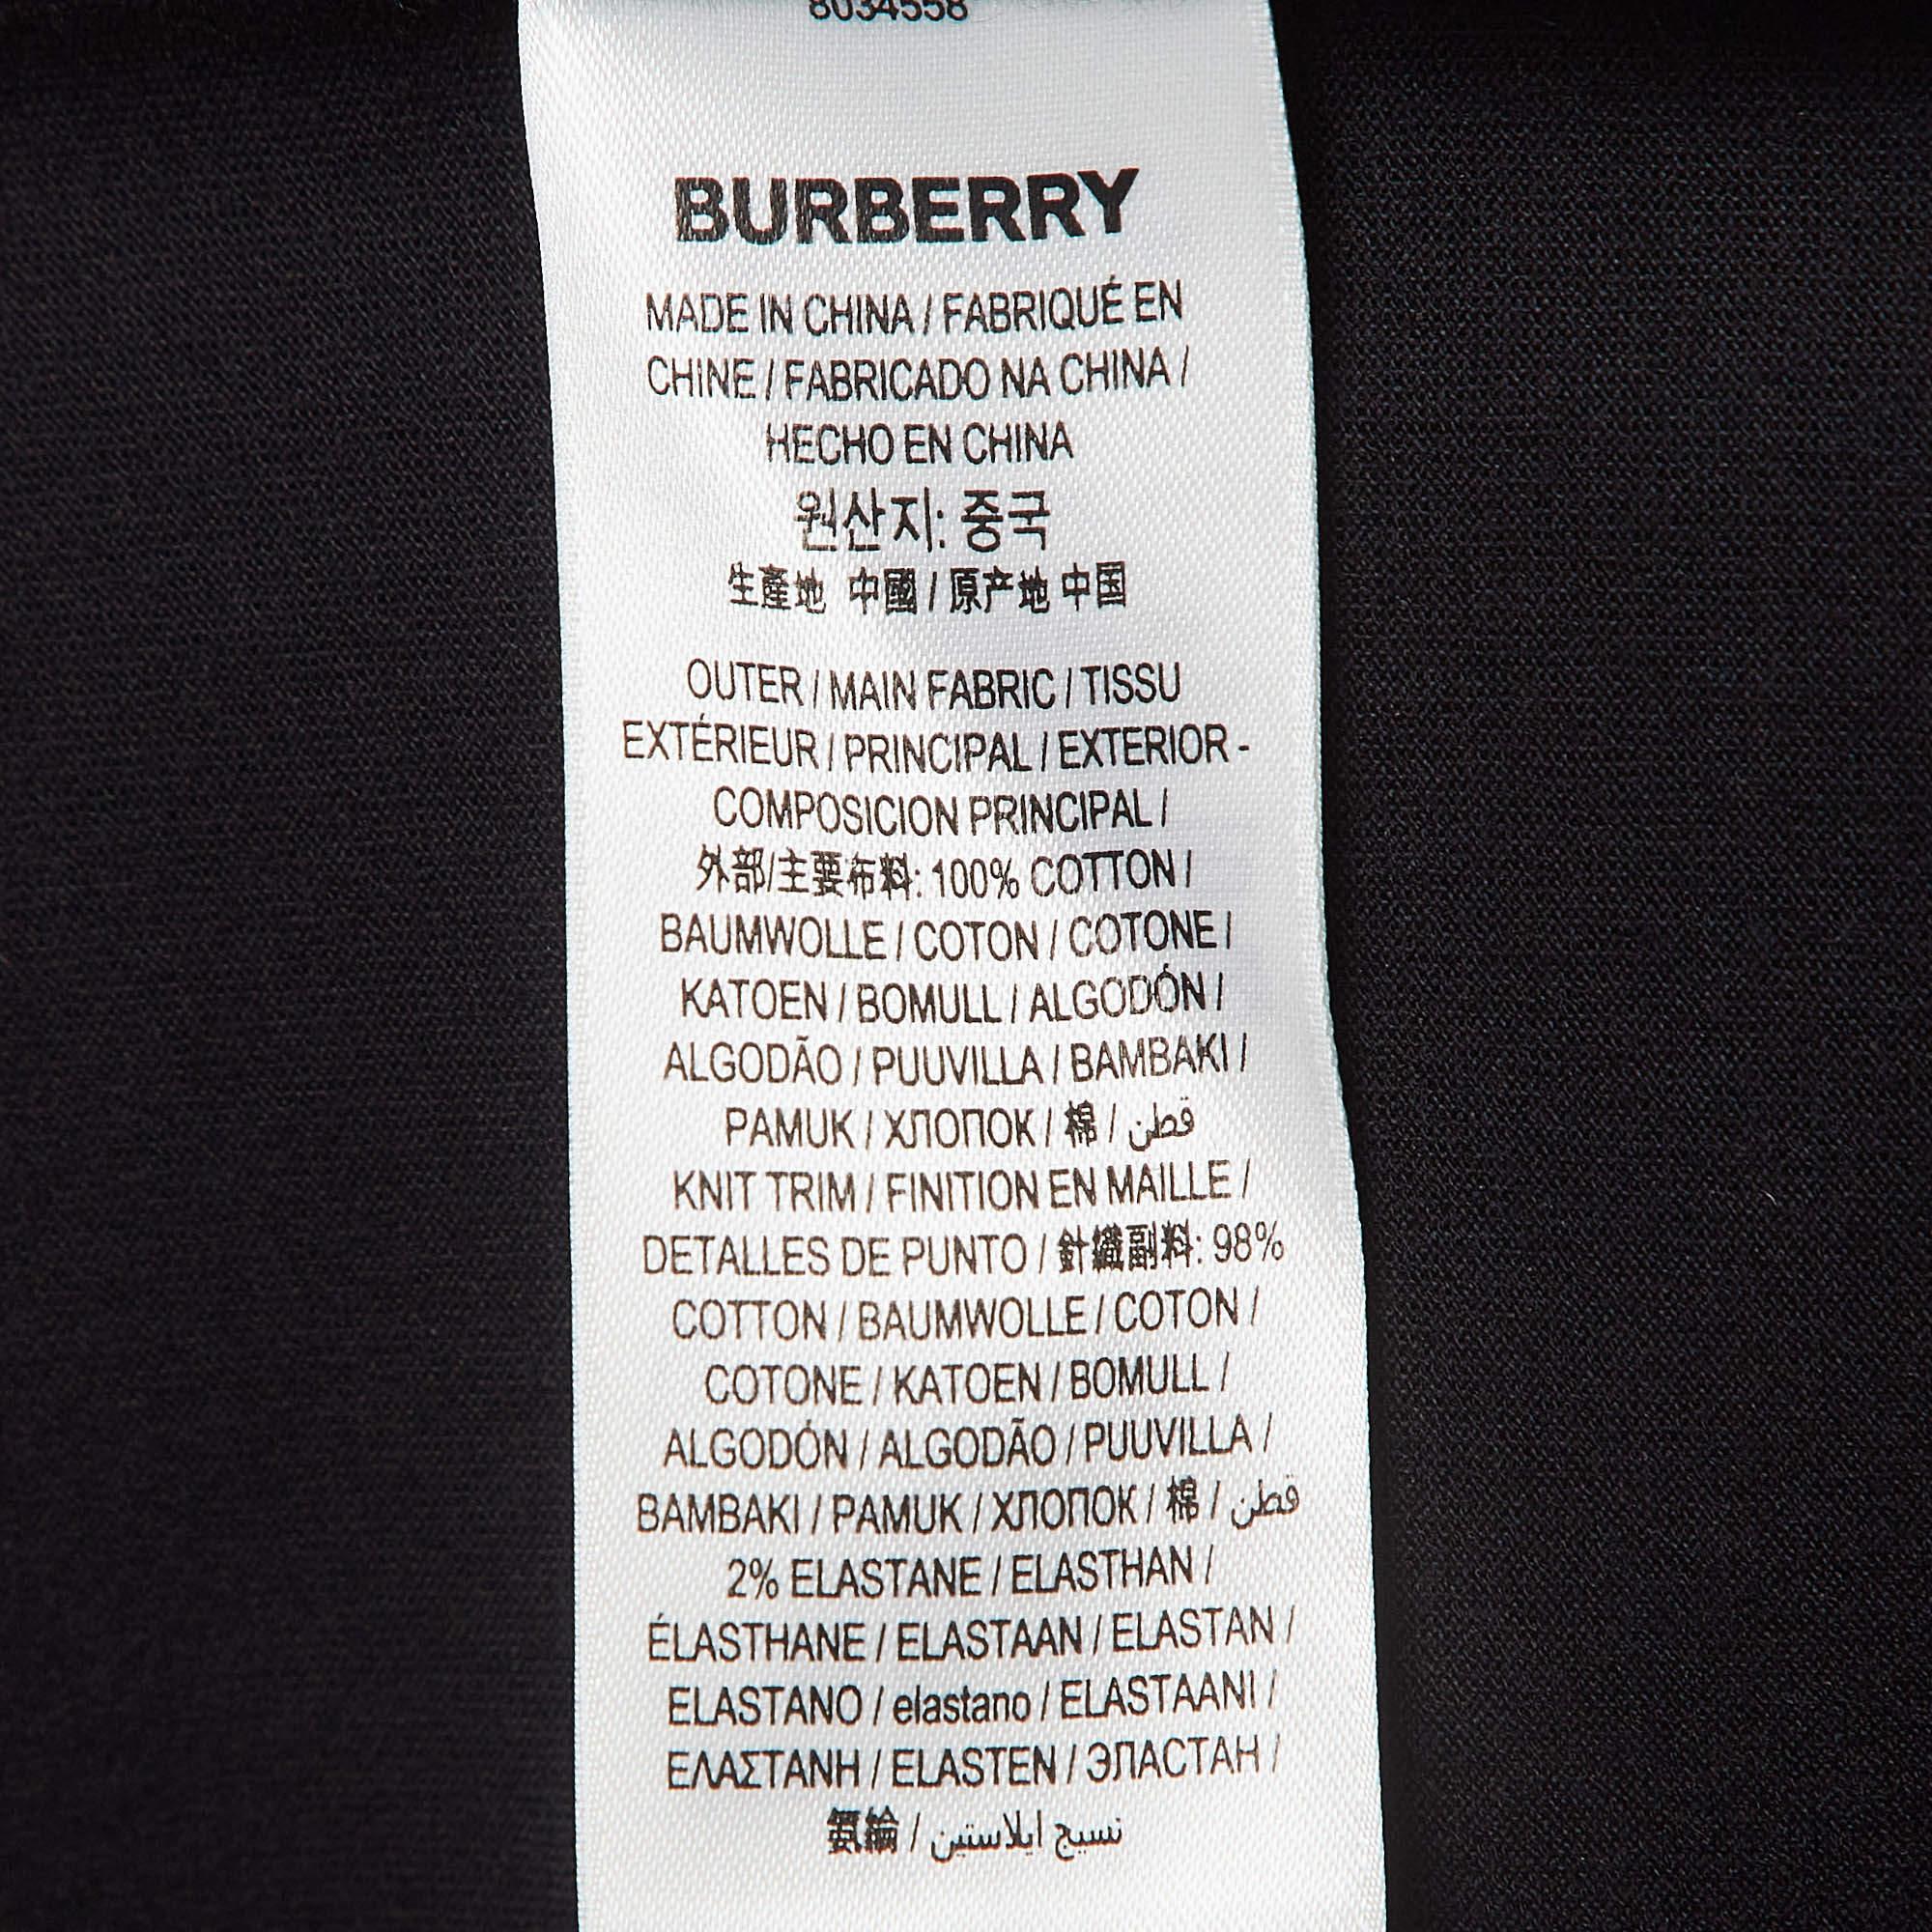 8034558
BURBERRY
MADE IN CHINA / FABRIQUÉ EN
CHINE / FABRICADO NA CHINA /
HECHO EN CHINA
원산지: 중국
生產地 中國 / 原产地 中国
OUTER / MAIN FABRIC / TISSU
EXTÉRIEUR / PRINCIPAL / EXTERIOR -
COMPOSICION PRINCIPAL /
外部/主要布料: 100% COTTON /
BAUMWOLLE / COTON / COTONE /
KATOEN / BOMULL / ALGODÓN /
ALGODÃO / PUUVILLA / BAMBAKI /
PAMUK / ХЛОПОК / 棉 / قطن
KNIT TRIM / FINITION EN MAILLE /
DETALLES DE PUNTO / 針織副料: 98%
COTTON / BAUMWOLLE / COTON /
COTONE / KATOEN / BOMULL /
ALGODÓN / ALGODÃO / PUUVILLA /
BAMBAKI / PAMUK / ХЛОПОК / 棉 / قطن
2% ELASTANE / ELASTHAN /
ÉLASTHANE / ELASTAAN / ELASTAN /
ELASTANO / elastano / ELASTAANI /
ΕΛΑΣΤΑΝΗ / ELASTEN / ЭЛАСТАН /
氨綸 / نسيج ايلاستين